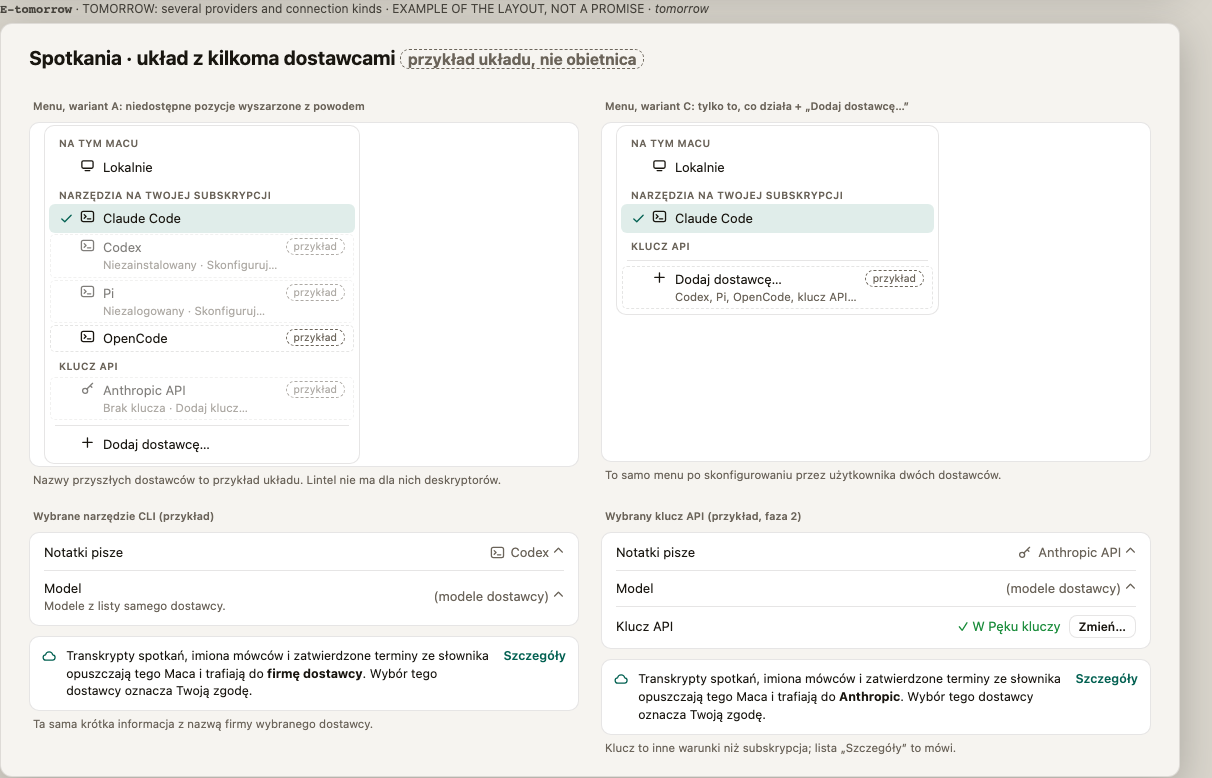 E-tomorrow · TOMORROW: several providers and connection kinds · EXAMPLE OF THE LAYOUT, NOT A PROMISE · tomorrow
Spotkania · układ z kilkoma dostawcami przykład układu, nie obietnica
Menu, wariant A: niedostępne pozycje wyszarzone z powodem
NA TYM MACU
Lokalnie
NARZĘDZIA NA TWOJEJ SUBSKRYPCJI
Claude Code
Codex przykład
Niezainstalowany · Skonfiguruj...
Pi przykład
Niezalogowany · Skonfiguruj...
OpenCode przykład
KLUCZ API
Anthropic API przykład
Brak klucza · Dodaj klucz...
Dodaj dostawcę...
Nazwy przyszłych dostawców to przykład układu. Lintel nie ma dla nich deskryptorów.
Menu, wariant C: tylko to, co działa + „Dodaj dostawcę...”
NA TYM MACU
Lokalnie
NARZĘDZIA NA TWOJEJ SUBSKRYPCJI
Claude Code
KLUCZ API
Dodaj dostawcę... przykład
Codex, Pi, OpenCode, klucz API...
To samo menu po skonfigurowaniu przez użytkownika dwóch dostawców.
Wybrane narzędzie CLI (przykład)
Notatki pisze Codex
Model (modele dostawcy)
Modele z listy samego dostawcy.
Transkrypty spotkań, imiona mówców i zatwierdzone terminy ze słownika Szczegóły
opuszczają tego Maca i trafiają do firmę dostawcy. Wybór tego
dostawcy oznacza Twoją zgodę.
Ta sama krótka informacja z nazwą firmy wybranego dostawcy.
Wybrany klucz API (przykład, faza 2)
Notatki pisze Anthropic API
Model (modele dostawcy)
Klucz API ✓ W Pęku kluczy Zmień...
Transkrypty spotkań, imiona mówców i zatwierdzone terminy ze słownika Szczegóły
opuszczają tego Maca i trafiają do Anthropic. Wybór tego dostawcy
oznacza Twoją zgodę.
Klucz to inne warunki niż subskrypcja; lista „Szczegóły” to mówi.